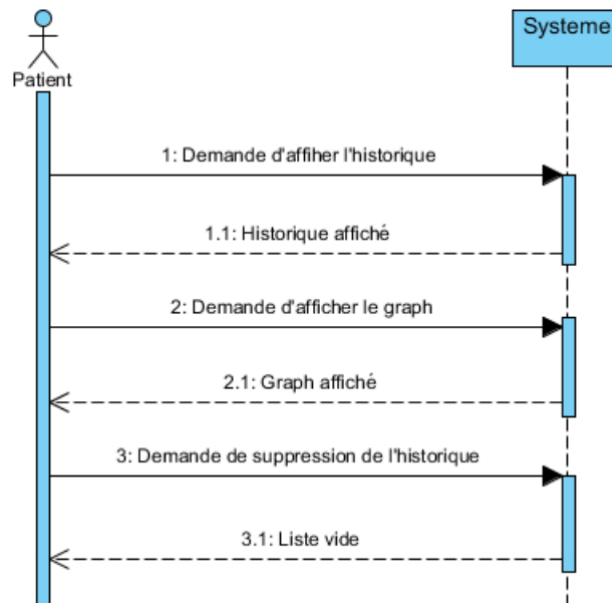 Systeme
Patient
1: Demande d'affiher l'historique
1.1: Historique affiché
2: Demande d'afficher le graph
2.1: Graph affiché
3: Demande de suppression de l'historique
3.1: Liste vide